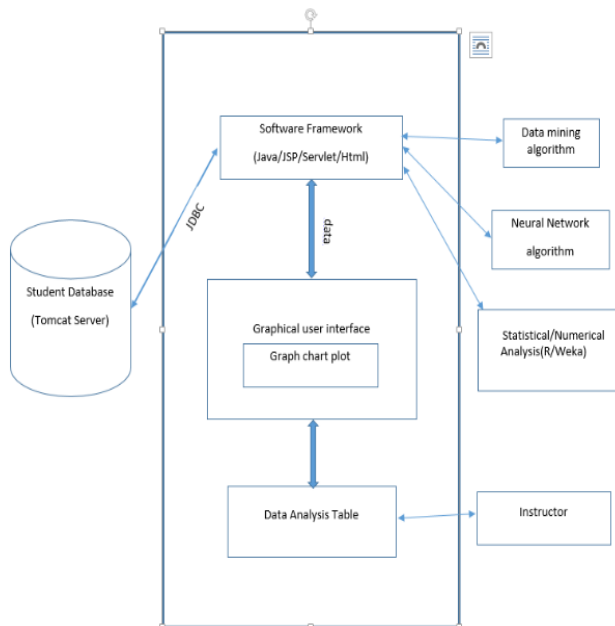 Software Framework
(Java/JSP/Servlet/Html)
Data mining
algorithm
JDBC
data
Neural Network
algorithm
Student Database
(Tomcat Server)
Graphical user interface
Graph chart plot
Statistical/Numerical
Analysis(R/Weka)
Data Analysis Table
Instructor